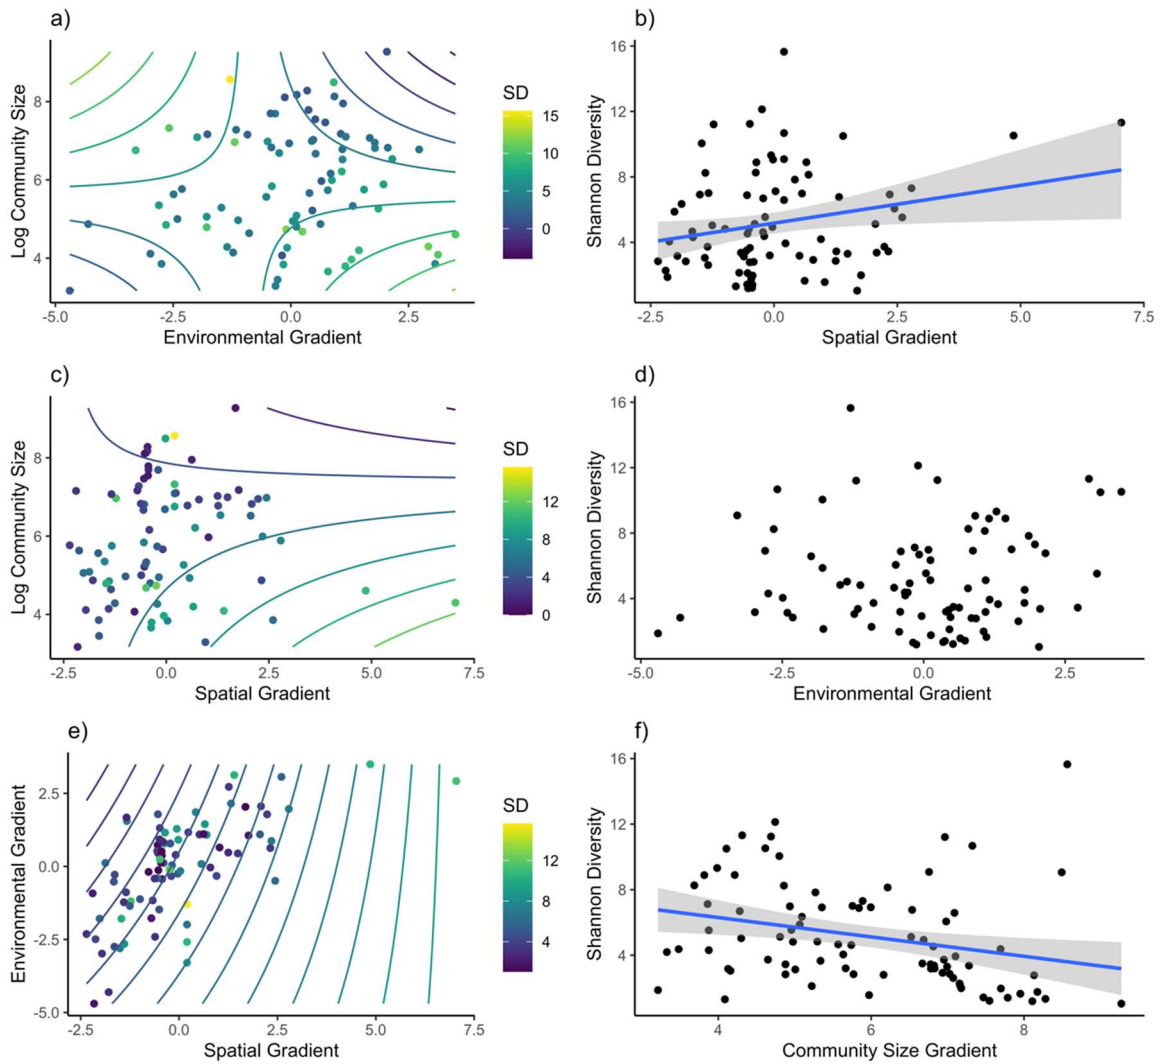 a)
Log Community Size
8
6
4
-5.0 -2.5 0.0 2.5
Environmental Gradient
SD
15
10
5
0
b)
Shannon Diversity
16
12
8
4
-2.5 0.0 2.5 5.0 7.5
Spatial Gradient
c)
Log Community Size
8
6
4
-2.5 0.0 2.5 5.0 7.5
Spatial Gradient
SD
12
8
4
0
d)
Shannon Diversity
16
12
8
4
-5.0 -2.5 0.0 2.5
Environmental Gradient
e)
Environmental Gradient
2.5
0.0
-2.5
-5.0
-2.5 0.0 2.5 5.0 7.5
Spatial Gradient
SD
12
8
4
f)
Shannon Diversity
16
12
8
4
4 6 8
Community Size Gradient